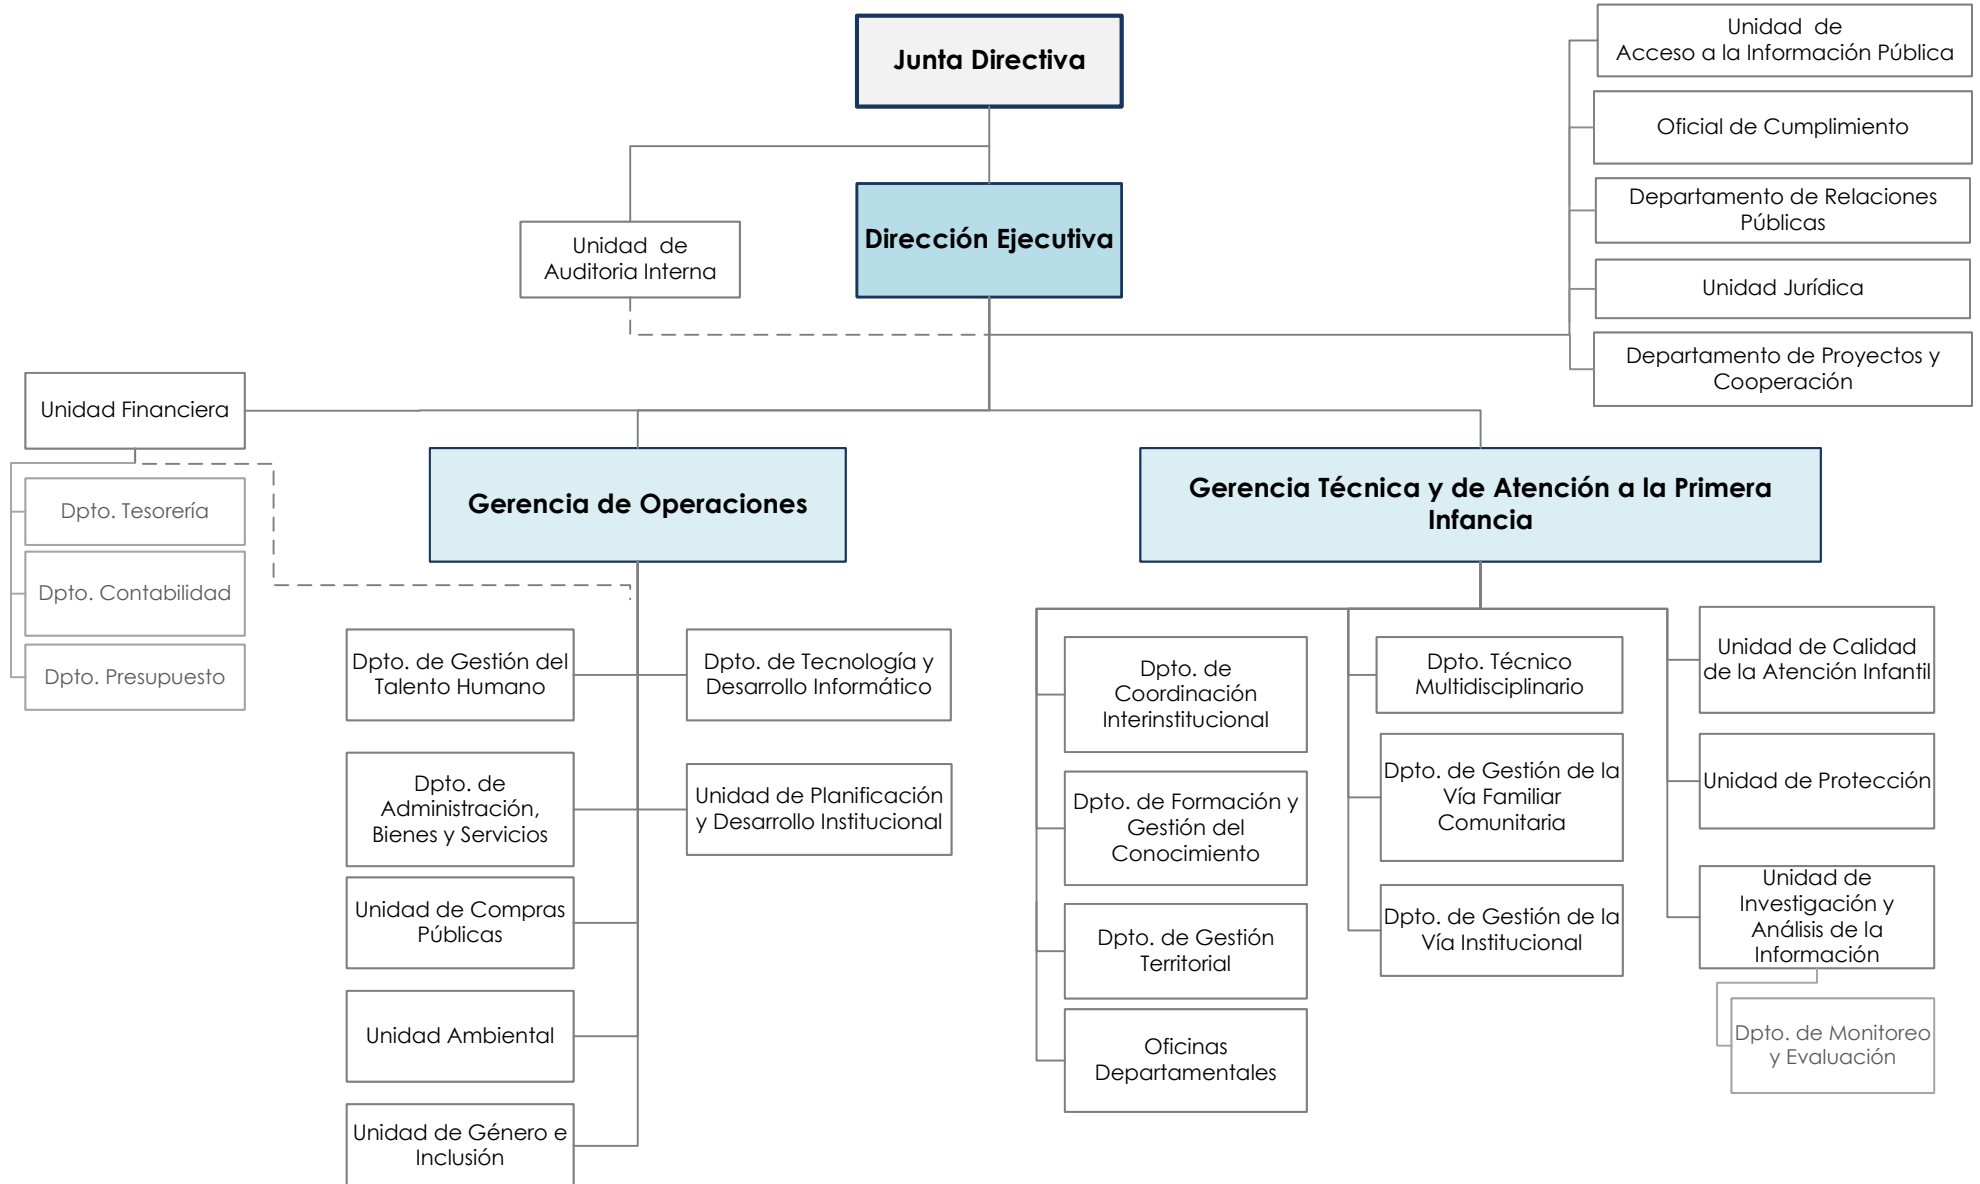 Junta Directiva
Unidad de
Acceso a la Información Pública
Oficial de Cumplimiento
Departamento de Relaciones
Públicas
Unidad Jurídica
Departamento de Proyectos y
Cooperación
Dirección Ejecutiva
Unidad de
Auditoria Interna
Unidad Financiera
Dpto. Tesorería
Dpto. Contabilidad
Dpto. Presupuesto
Gerencia de Operaciones
Dpto. de Gestión del
Talento Humano
Dpto. de Tecnología y
Desarrollo Informático
Dpto. de
Administración,
Bienes y Servicios
Unidad de Planificación
y Desarrollo Institucional
Unidad de Compras
Públicas
Unidad Ambiental
Unidad de Género e
Inclusión
Gerencia Técnica y de Atención a la Primera
Infancia
Dpto. de
Coordinación
Interinstitucional
Dpto. de Formación y
Gestión del
Conocimiento
Dpto. de Gestión
Territorial
Oficinas
Departamentales
Dpto. Técnico
Multidisciplinario
Dpto. de Gestión de la
Vía Familiar
Comunitaria
Dpto. de Gestión de la
Vía Institucional
Unidad de Calidad
de la Atención Infantil
Unidad de Protección
Unidad de
Investigación y
Análisis de la
Información
Dpto. de Monitoreo
y Evaluación